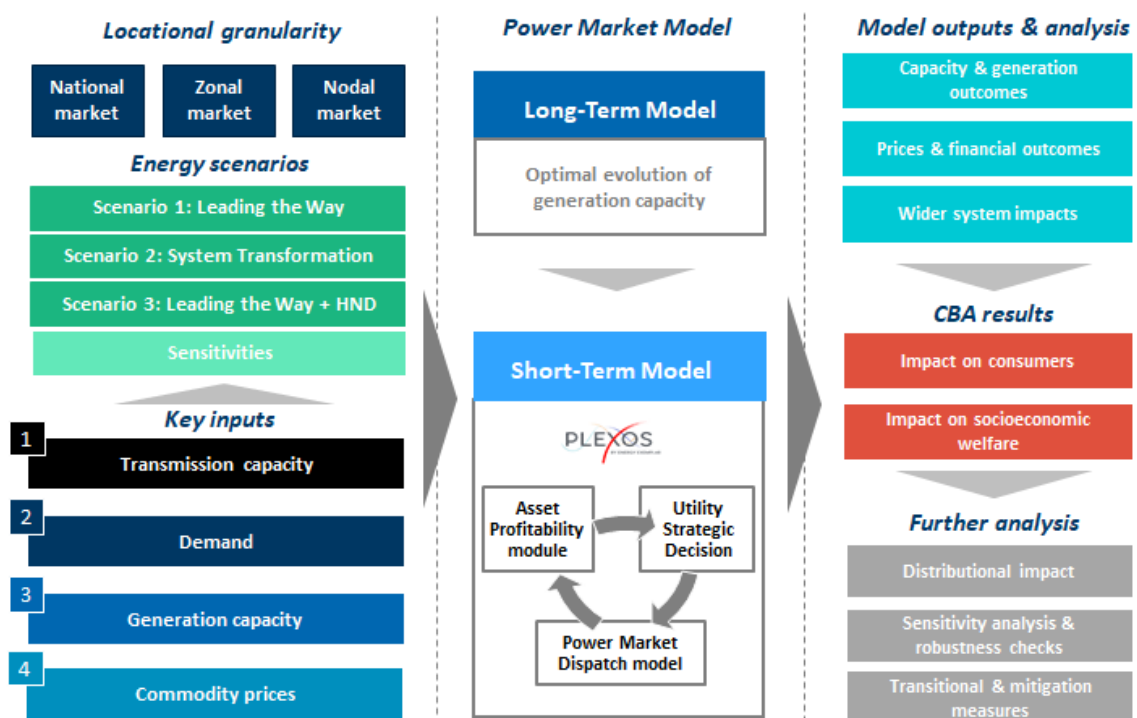 Locational granularity
National
market
Zonal
market
Nodal
market
Energy scenarios
Scenario 1: Leading the Way
Scenario 2: System Transformation
Scenario 3: Leading the Way + HND
Sensitivities
Key inputs
1
Transmission capacity
2
Demand
3
Generation capacity
4
Commodity prices
Power Market Model
Long-Term Model
Optimal evolution of
generation capacity
Short-Term Model
PLEXOS
BY ENERGY EXEMPLAR
Asset
Profitability
module
Utility
Strategic
Decision
Power Market
Dispatch model
Model outputs & analysis
Capacity & generation
outcomes
Prices & financial outcomes
Wider system impacts
CBA results
Impact on consumers
Impact on socioeconomic
welfare
Further analysis
Distributional impact
Sensitivity analysis &
robustness checks
Transitional & mitigation
measures